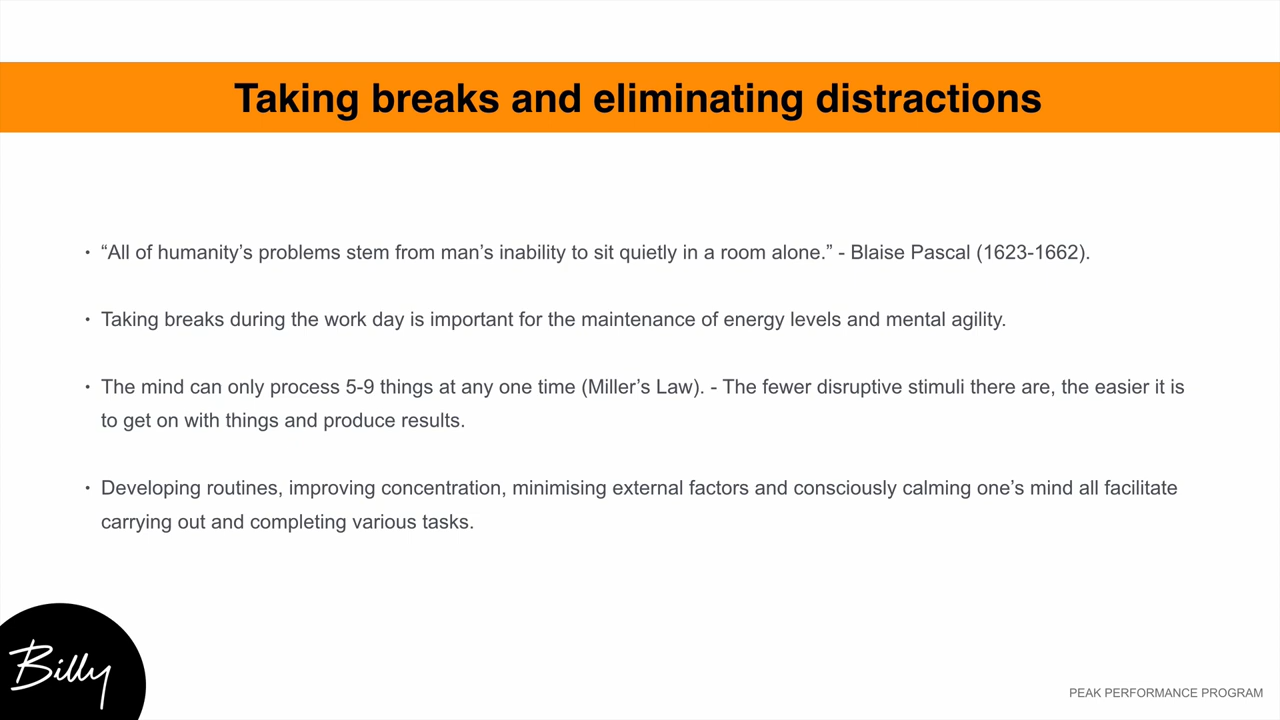 Taking breaks and eliminating distractions
• “All of humanity’s problems stem from man’s inability to sit quietly in a room alone.” - Blaise Pascal (1623-1662).
• Taking breaks during the work day is important for the maintenance of energy levels and mental agility.
• The mind can only process 5-9 things at any one time (Miller’s Law). - The fewer disruptive stimuli there are, the easier it is
to get on with things and produce results.
• Developing routines, improving concentration, minimising external factors and consciously calming one’s mind all facilitate
carrying out and completing various tasks.
Billy
PEAK PERFORMANCE PROGRAM